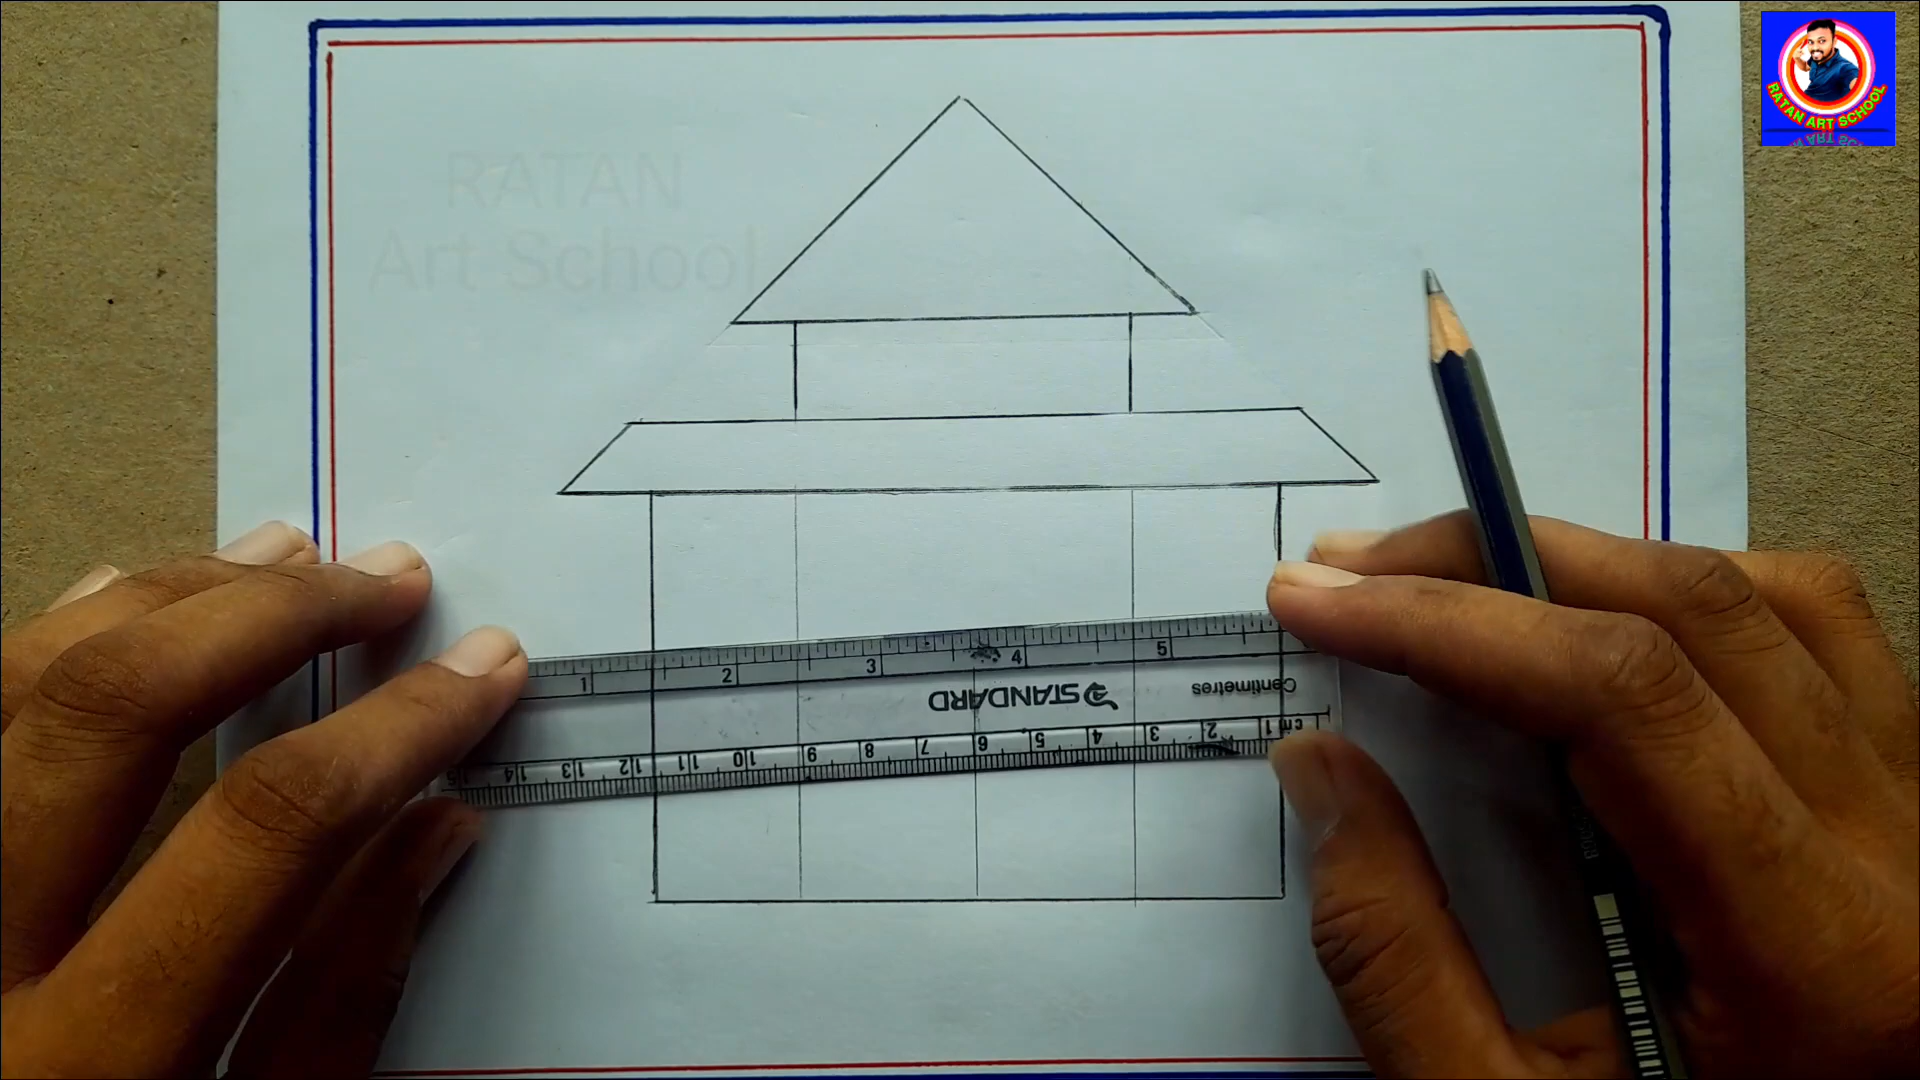 RATAN ART SCHOOL
RATAN
Art School
1 2 3 4 5
STANDARD
Centimetres
15 14 13 12 11 10 9 8 7 6 5 4 3 2 1 cm